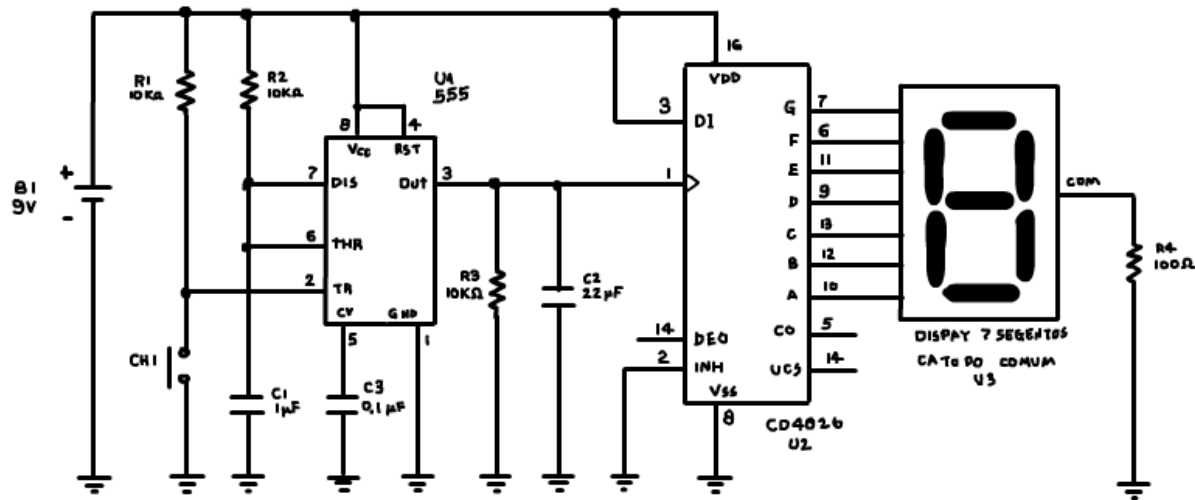 B1
9V
+
-
R1
10KΩ
R2
10KΩ
U1
555
8
4
VCC
RST
7
DIS
OUT
3
6
THR
2
TR
CV
GND
5
1
CH1
C1
1µF
C3
0,1µF
R3
10KΩ
C2
22µF
16
VDD
3
DI
1
14
DEO
2
INH
VSS
8
G
7
F
6
E
11
D
9
C
13
B
12
A
10
CO
5
UCS
14
CD4026
U2
COM
R4
100Ω
DISPAY 7 SEGENTOS
CATODO COMUM
U3